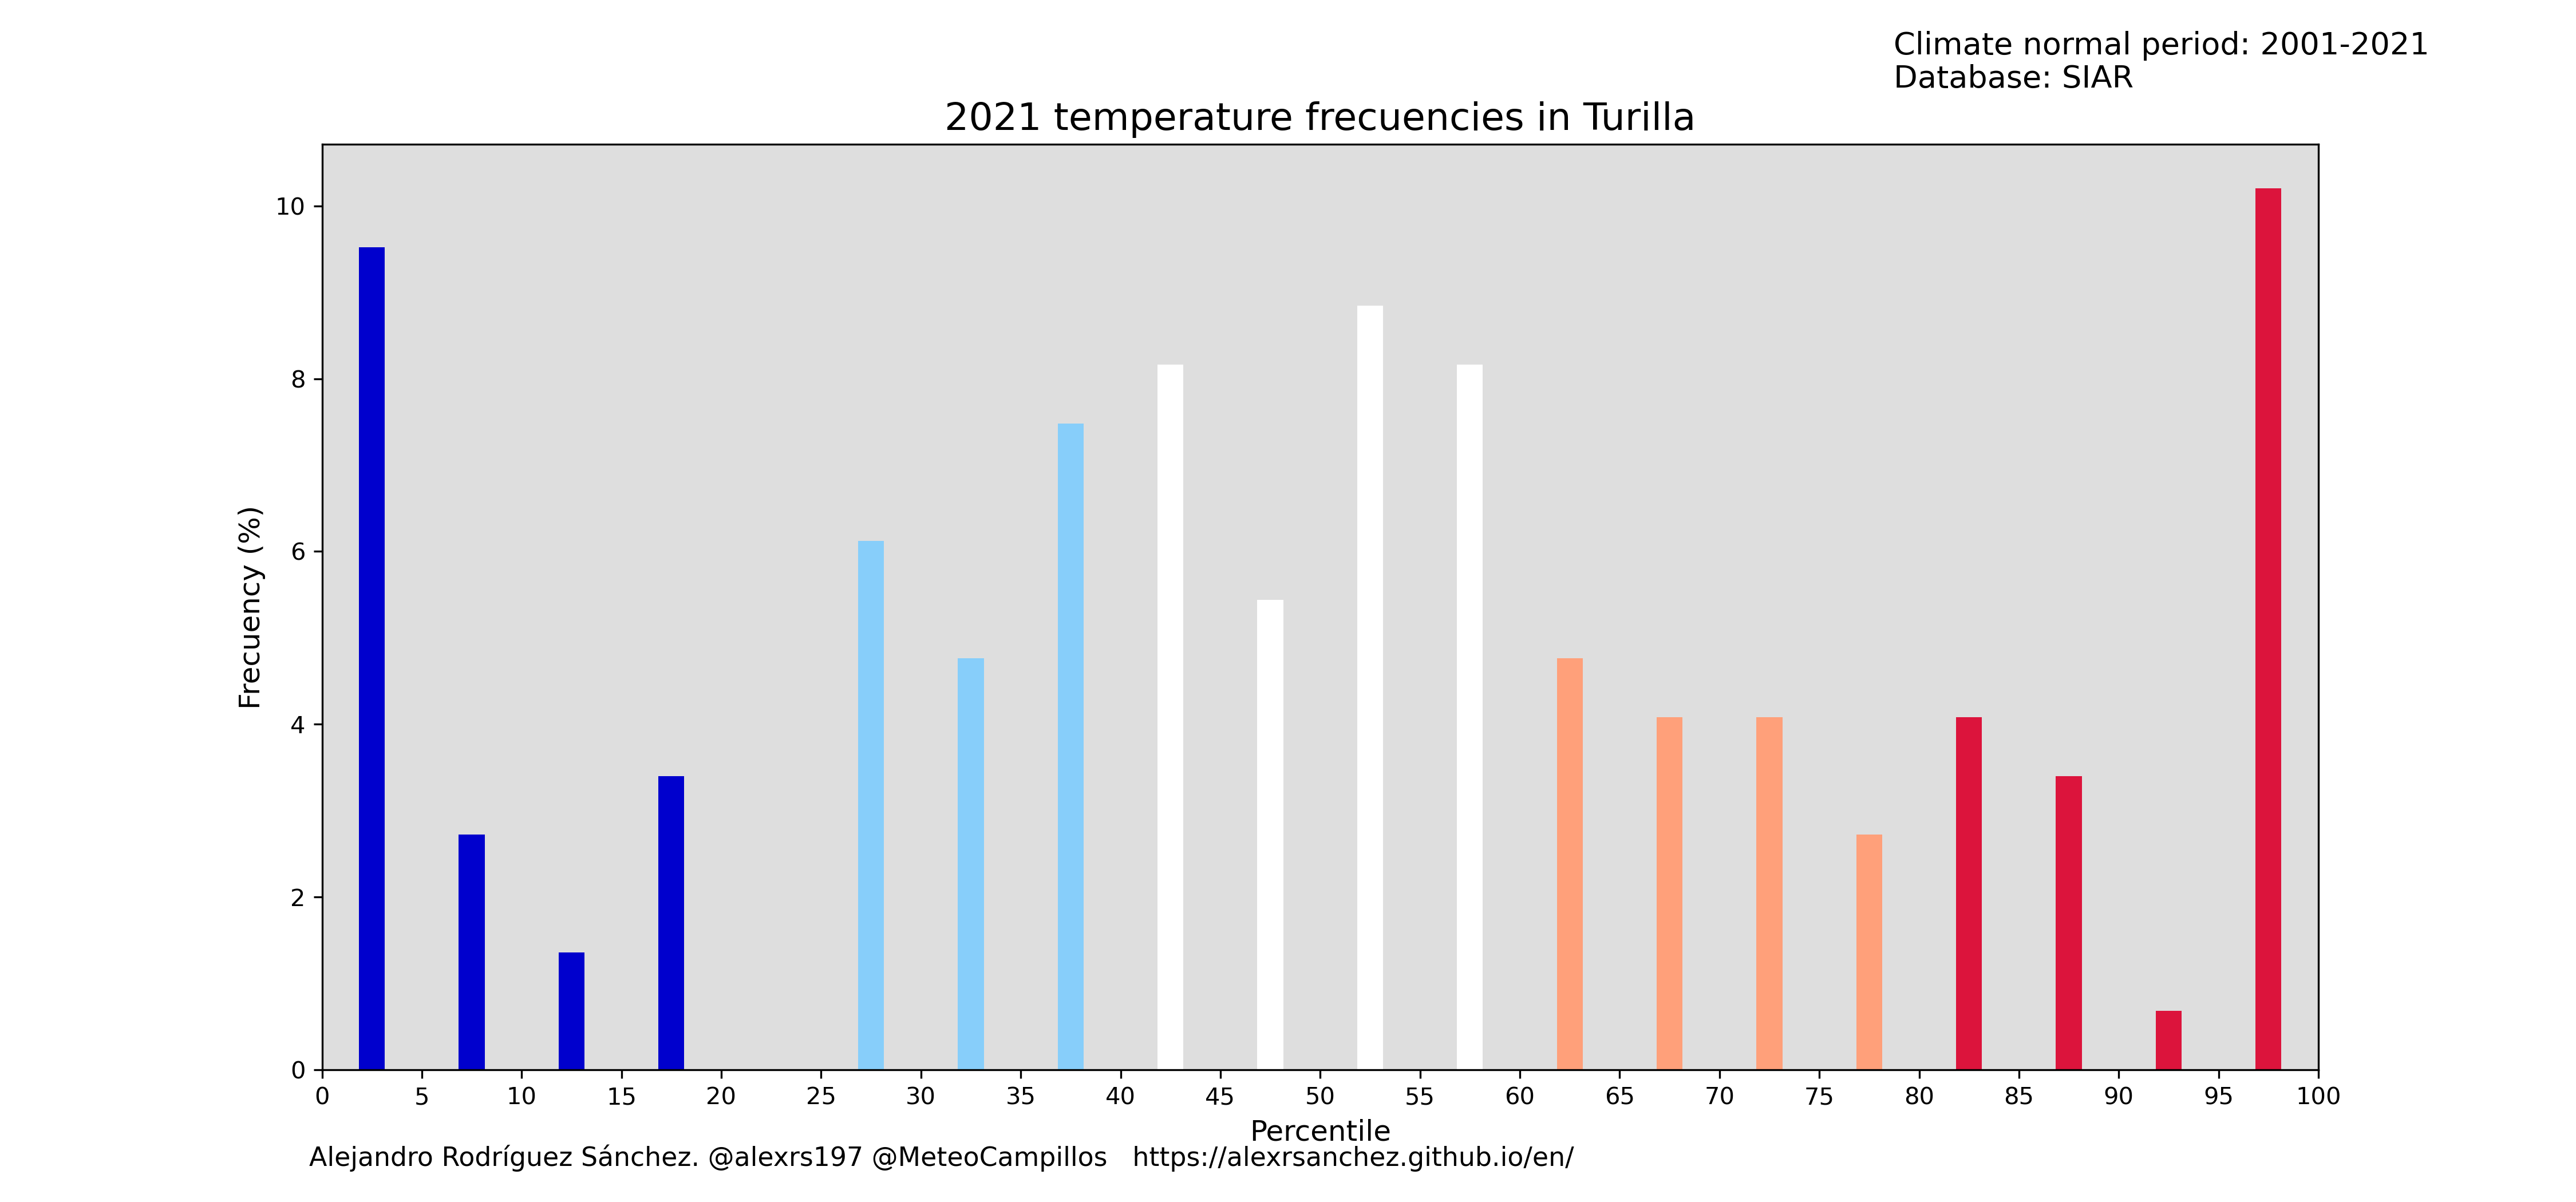 Climate normal period: 2001-2021
Database: SIAR
2021 temperature frecuencies in Turilla
10
8
6
4
2
0
Frecuency (%)
0 5 10 15 20 25 30 35 40 45 50 55 60 65 70 75 80 85 90 95 100
Percentile
Alejandro Rodríguez Sánchez. @alexrs197 @MeteoCampillos https://alexrsanchez.github.io/en/